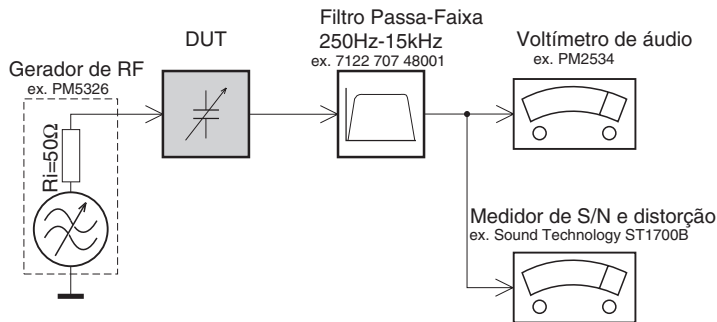 Gerador de RF
ex. PM5326
Ri=50Ω
DUT
Filtro Passa-Faixa
250Hz-15kHz
ex. 7122 707 48001
Voltímetro de áudio
ex. PM2534
Medidor de S/N e distorção
ex. Sound Technology ST1700B